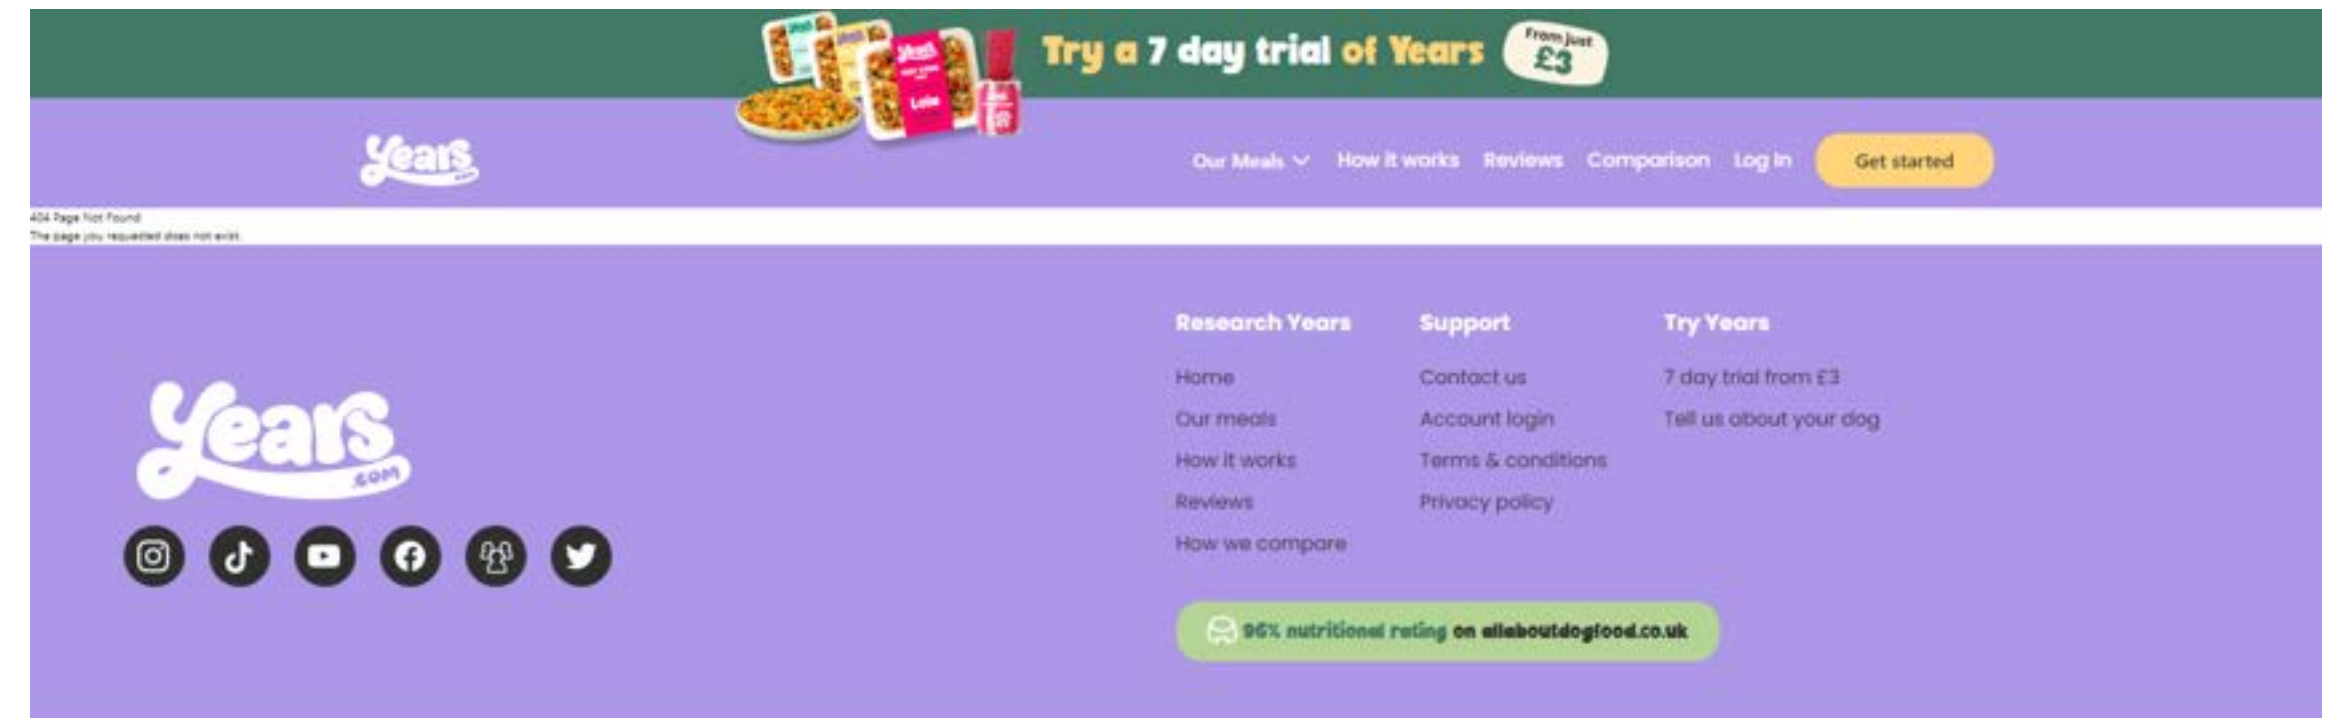 Try a 7 day trial of Years
From just
£3
Years
.com
Our Meals
How it works
Reviews
Comparison
Log In
Get started
404 Page Not Found
The page you requested does not exist.
Research Years
Home
Our meals
How it works
Reviews
How we compare
Support
Contact us
Account login
Terms & conditions
Privacy policy
Try Years
7 day trial from £3
Tell us about your dog
Years
.com
96% nutritional rating on allaboutdogfood.co.uk